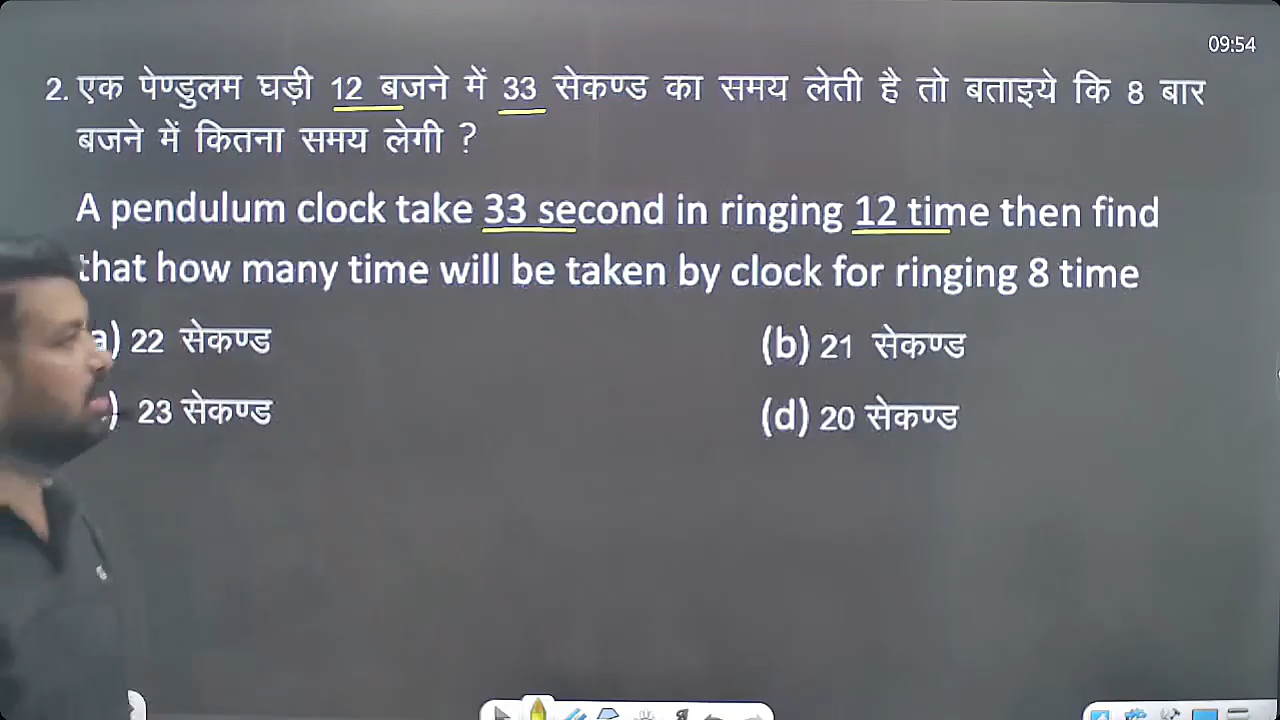 09:54
2. एक पेण्डुलम घड़ी 12 बजने में 33 सेकण्ड का समय लेती है तो बताइये कि 8 बार
बजने में कितना समय लेगी ?
A pendulum clock take 33 second in ringing 12 time then find
that how many time will be taken by clock for ringing 8 time
a) 22 सेकण्ड (b) 21 सेकण्ड
) 23 सेकण्ड (d) 20 सेकण्ड